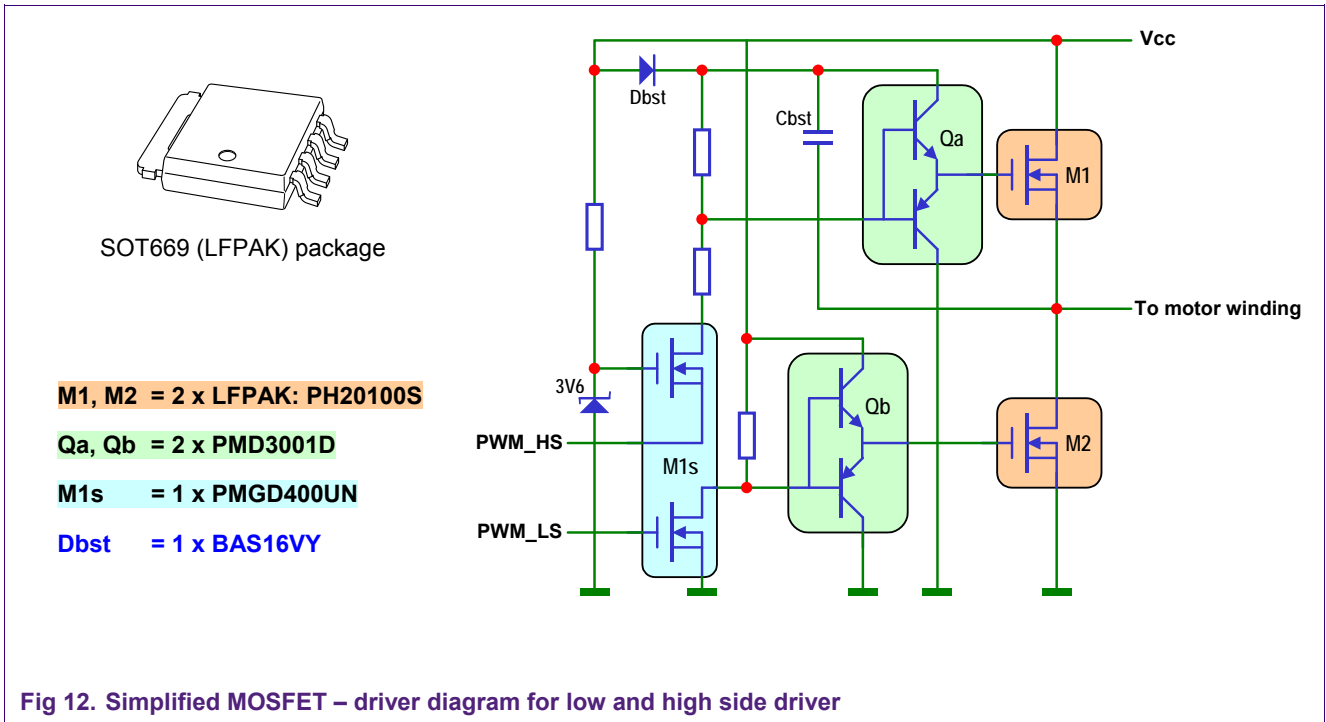 Vcc
Dbst
Cbst
Qa
M1
SOT669 (LFPAK) package
To motor winding
3V6
M1, M2 = 2 x LFPAK: PH20100S
Qb
PWM_HS
M2
Qa, Qb = 2 x PMD3001D
M1s
M1s = 1 x PMGD400UN
PWM_LS
Dbst = 1 x BAS16VY
Fig 12. Simplified MOSFET – driver diagram for low and high side driver